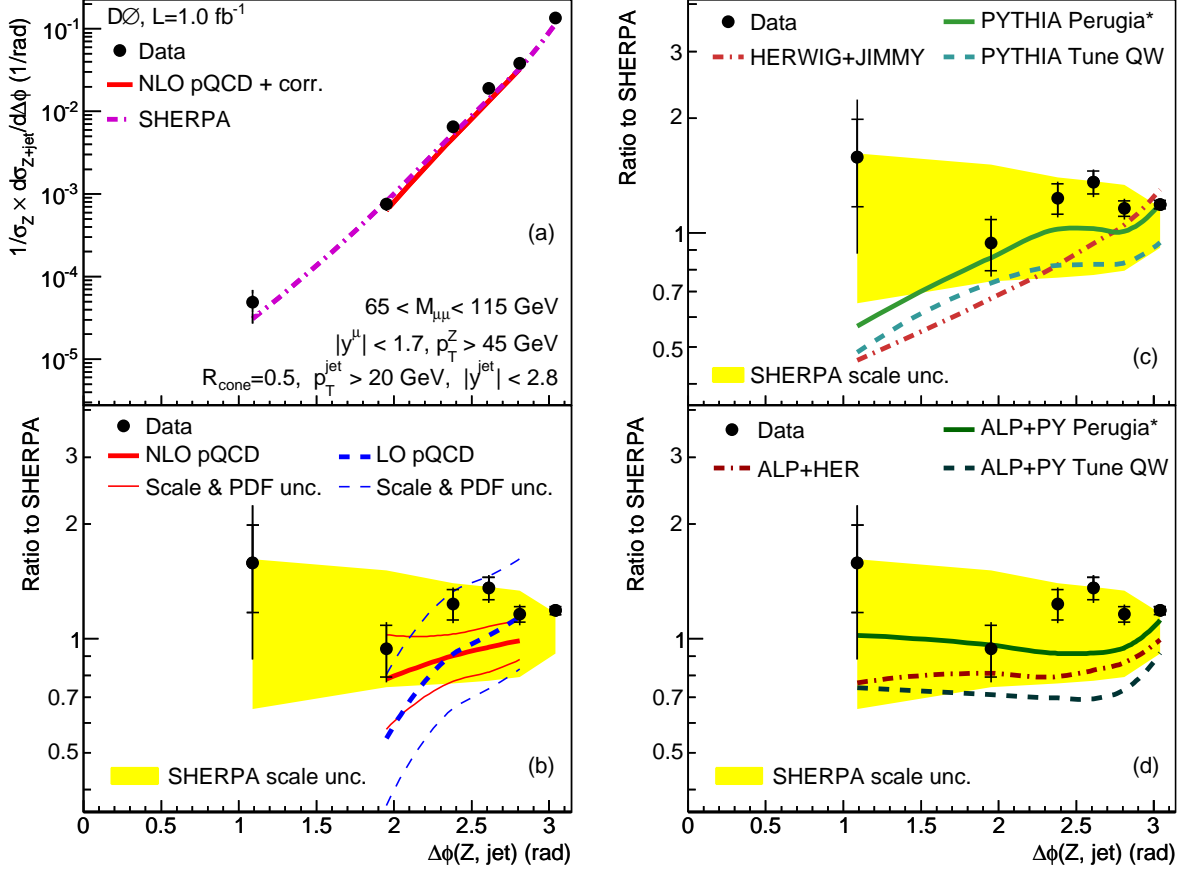 DØ, L=1.0 fb⁻¹
Data
NLO pQCD + corr.
SHERPA
1/σ_Z × dσ_Z+jet/dΔϕ (1/rad)
10⁻¹
10⁻²
10⁻³
10⁻⁴
10⁻⁵
(a)
65 < M_μμ < 115 GeV
|y^μ| < 1.7, p_T^Z > 45 GeV
R_cone=0.5, p_T^jet > 20 GeV, |y^jet| < 2.8
PYTHIA Perugia*
Data
HERWIG+JIMMY
PYTHIA Tune QW
Ratio to SHERPA
3
2
1
0.7
0.5
(c)
SHERPA scale unc.
Data
NLO pQCD
LO pQCD
Scale & PDF unc.
Scale & PDF unc.
Ratio to SHERPA
3
2
1
0.7
0.5
SHERPA scale unc.
(b)
0 0.5 1 1.5 2 2.5 3
Δϕ(Z, jet) (rad)
Data
ALP+PY Perugia*
ALP+HER
ALP+PY Tune QW
Ratio to SHERPA
3
2
1
0.7
0.5
SHERPA scale unc.
(d)
0 0.5 1 1.5 2 2.5 3
Δϕ(Z, jet) (rad)